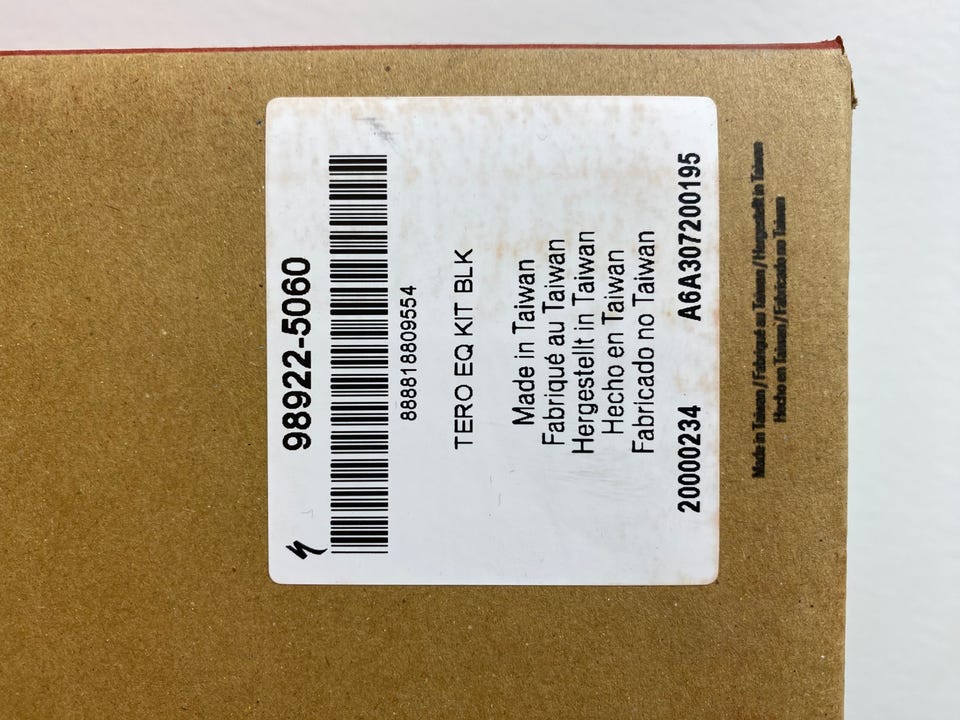 98922-5060
888818809554
TERO EQ KIT BLK
Made in Taiwan
Fabriqué au Taiwan
Hergestellt in Taiwan
Hecho en Taiwan
Fabricado no Taiwan
20000234 A6A307200195
Made in Taiwan / Fabriqué au Taiwan / Hergestellt in Taiwan
Hecho en Taiwan / Fabricado no Taiwan